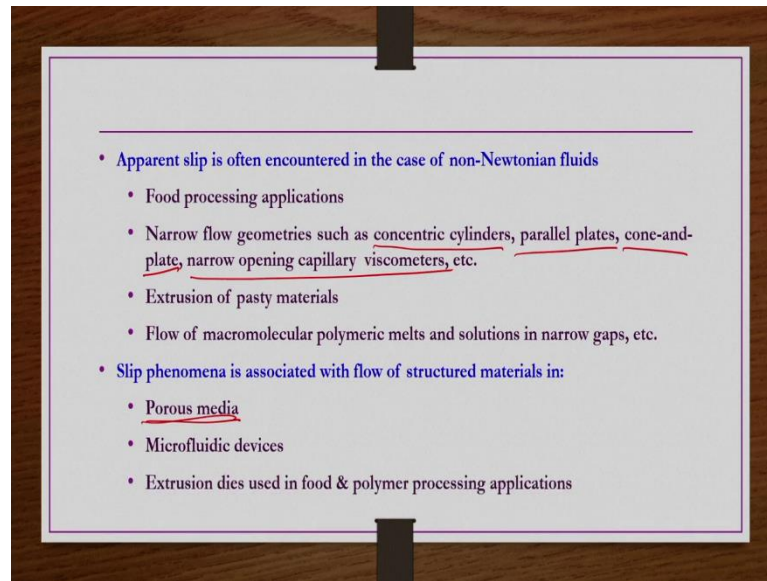 • Apparent slip is often encountered in the case of non-Newtonian fluids
• Food processing applications
• Narrow flow geometries such as concentric cylinders, parallel plates, cone-and-
plate, narrow opening capillary viscometers, etc.
• Extrusion of pasty materials
• Flow of macromolecular polymeric melts and solutions in narrow gaps, etc.
• Slip phenomena is associated with flow of structured materials in:
• Porous media
• Microfluidic devices
• Extrusion dies used in food & polymer processing applications